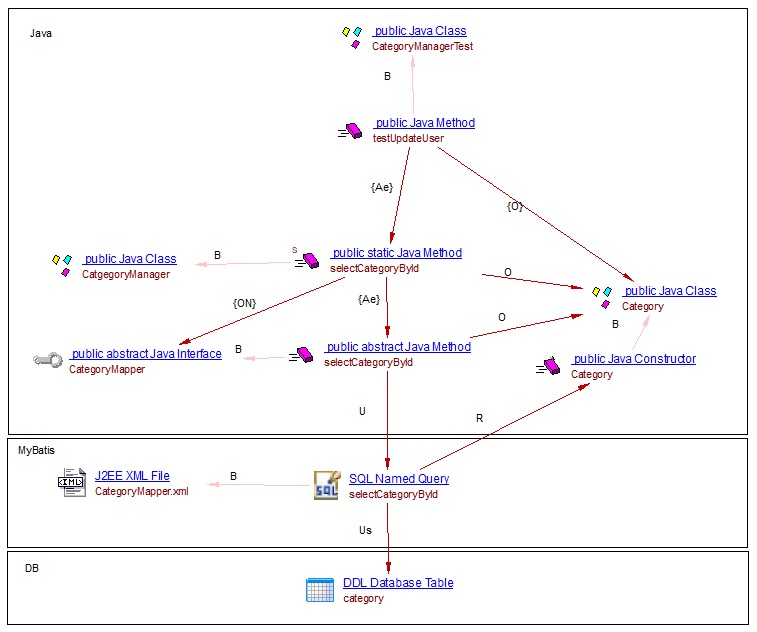 Java
public Java Class
CategoryManagerTest
B
public Java Method
testUpdateUser
{Ae}
{O}
public static Java Method
S
selectCategoryById
B
public Java Class
CatgegoryManager
O
public Java Class
Category
{ON}
{Ae}
O
B
public abstract Java Interface
CategoryMapper
B
public abstract Java Method
selectCategoryById
public Java Constructor
Category
U
R
MyBatis
J2EE XML File
CategoryMapper.xml
<XML>
B
SQL Named Query
selectCategoryById
SQL
Us
DB
DDL Database Table
category